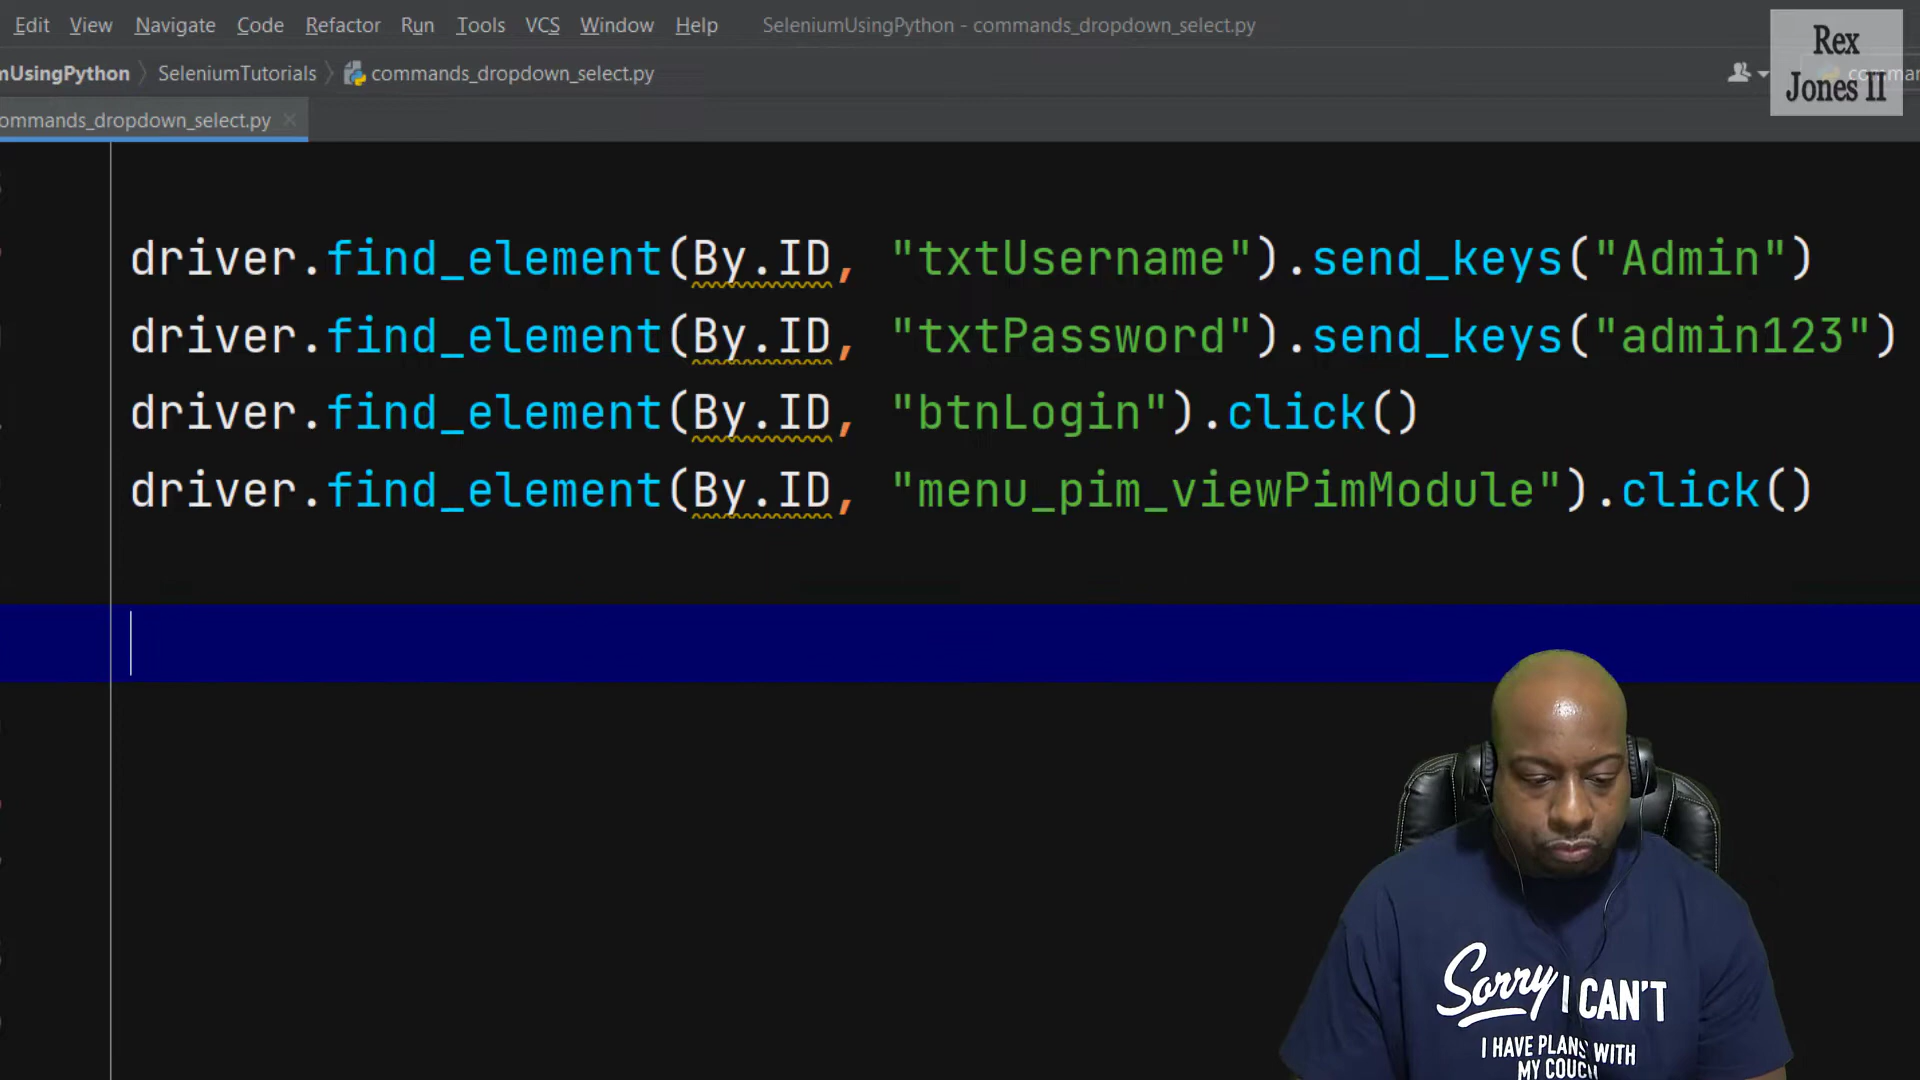 Edit View Navigate Code Refactor Run Tools VCS Window Help SeleniumUsingPython - commands_dropdown_select.py
mUsingPython SeleniumTutorials commands_dropdown_select.py
Rex
Jones II
ommands_dropdown_select.py
driver.find_element(By.ID, "txtUsername").send_keys("Admin")
driver.find_element(By.ID, "txtPassword").send_keys("admin123")
driver.find_element(By.ID, "btnLogin").click()
driver.find_element(By.ID, "menu_pim_viewPimModule").click()
Sorry I CAN'T
I HAVE PLANS WITH
MY COUCH